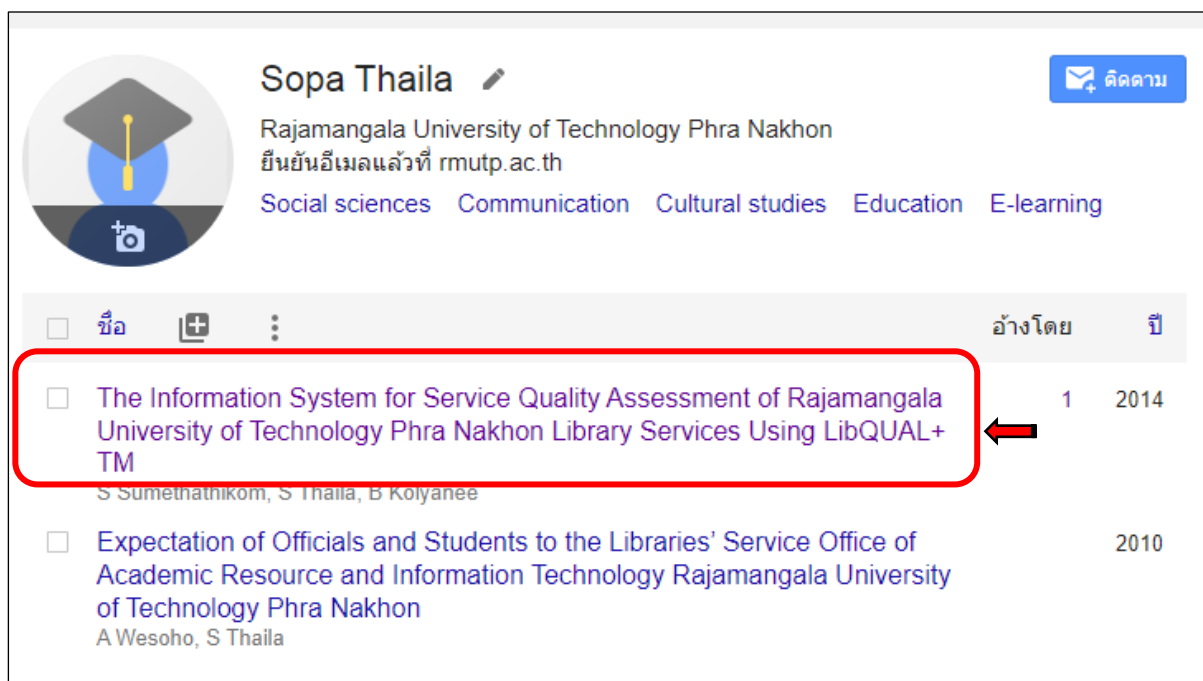 Sopa Thaila
ติดตาม
Rajamangala University of Technology Phra Nakhon
ยืนยันอีเมลแล้วที่ rmutp.ac.th
Social sciences Communication Cultural studies Education E-learning
ชื่อ อ้างโดย ปี
The Information System for Service Quality Assessment of Rajamangala 1 2014
University of Technology Phra Nakhon Library Services Using LibQUAL+
TM
S Sumethathikom, S Thaila, B Kolyanee
Expectation of Officials and Students to the Libraries’ Service Office of 2010
Academic Resource and Information Technology Rajamangala University
of Technology Phra Nakhon
A Wesoho, S Thaila